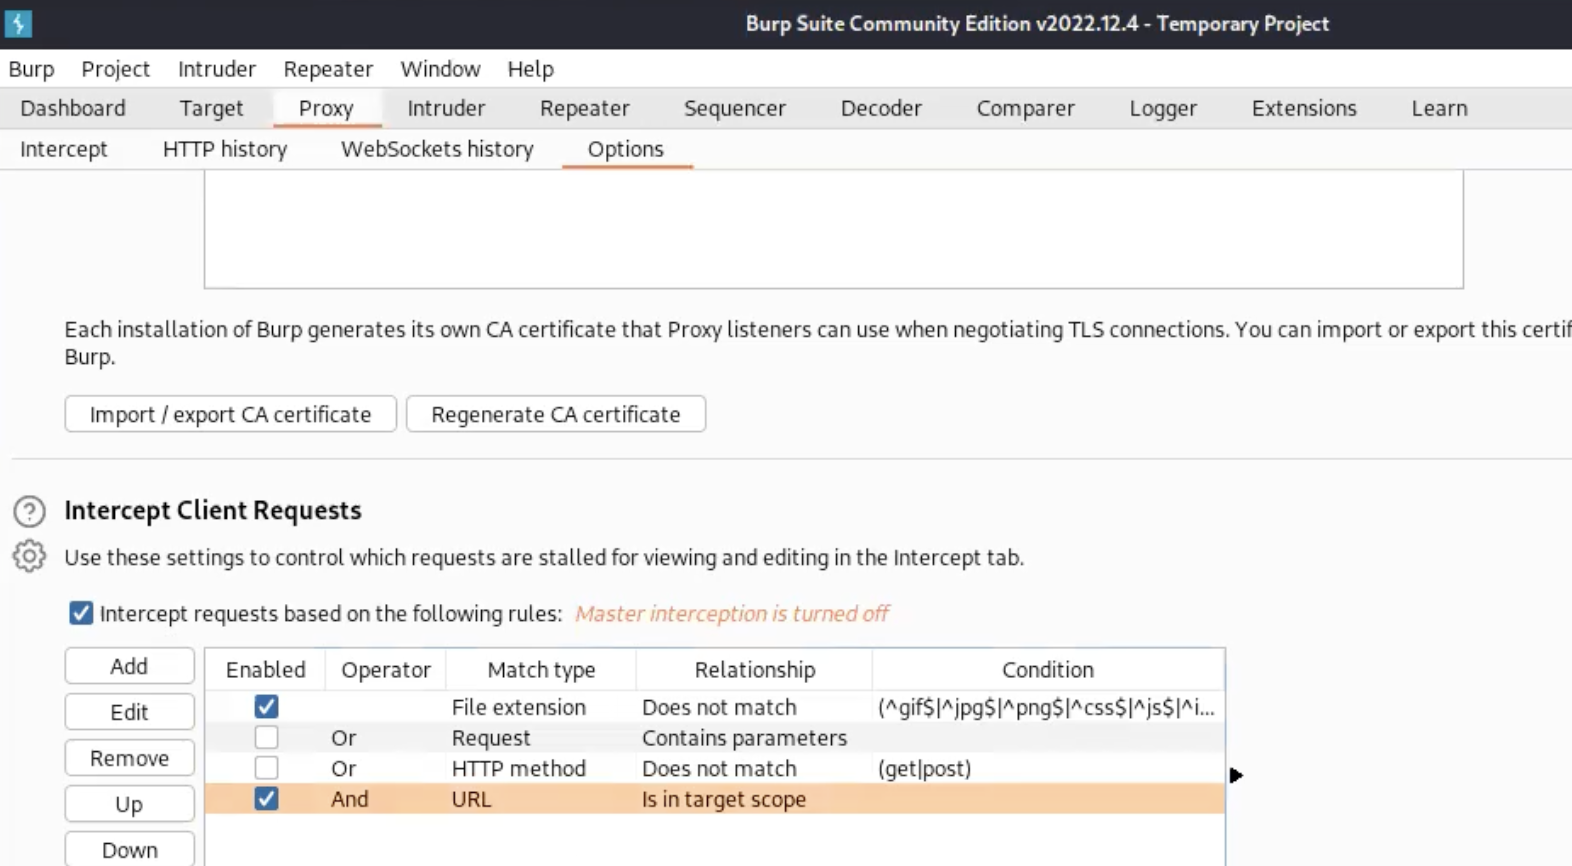 Burp Suite Community Edition v2022.12.4 - Temporary Project
Burp Project Intruder Repeater Window Help
Dashboard Target Proxy Intruder Repeater Sequencer Decoder Comparer Logger Extensions Learn
Intercept HTTP history WebSockets history Options
Each installation of Burp generates its own CA certificate that Proxy listeners can use when negotiating TLS connections. You can import or export this certif
Burp.
Import / export CA certificate Regenerate CA certificate
Intercept Client Requests
Use these settings to control which requests are stalled for viewing and editing in the Intercept tab.
Intercept requests based on the following rules: Master interception is turned off
Add
Edit
Remove
Up
Down
Enabled Operator Match type Relationship Condition
File extension Does not match (^gif$|^jpg$|^png$|^css$|^js$|^i...
Or Request Contains parameters
Or HTTP method Does not match (get|post)
And URL Is in target scope